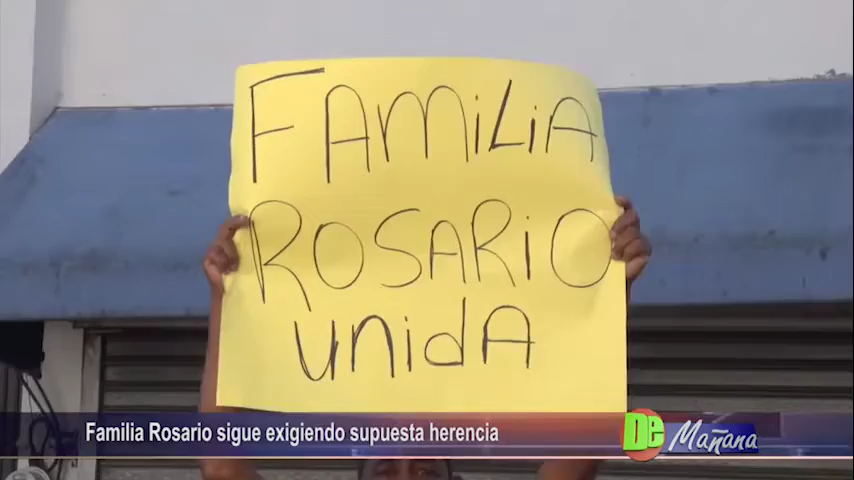 FAMILIA
ROSARIO
UNIDA
Familia Rosario sigue exigiendo supuesta herencia
De Mañana